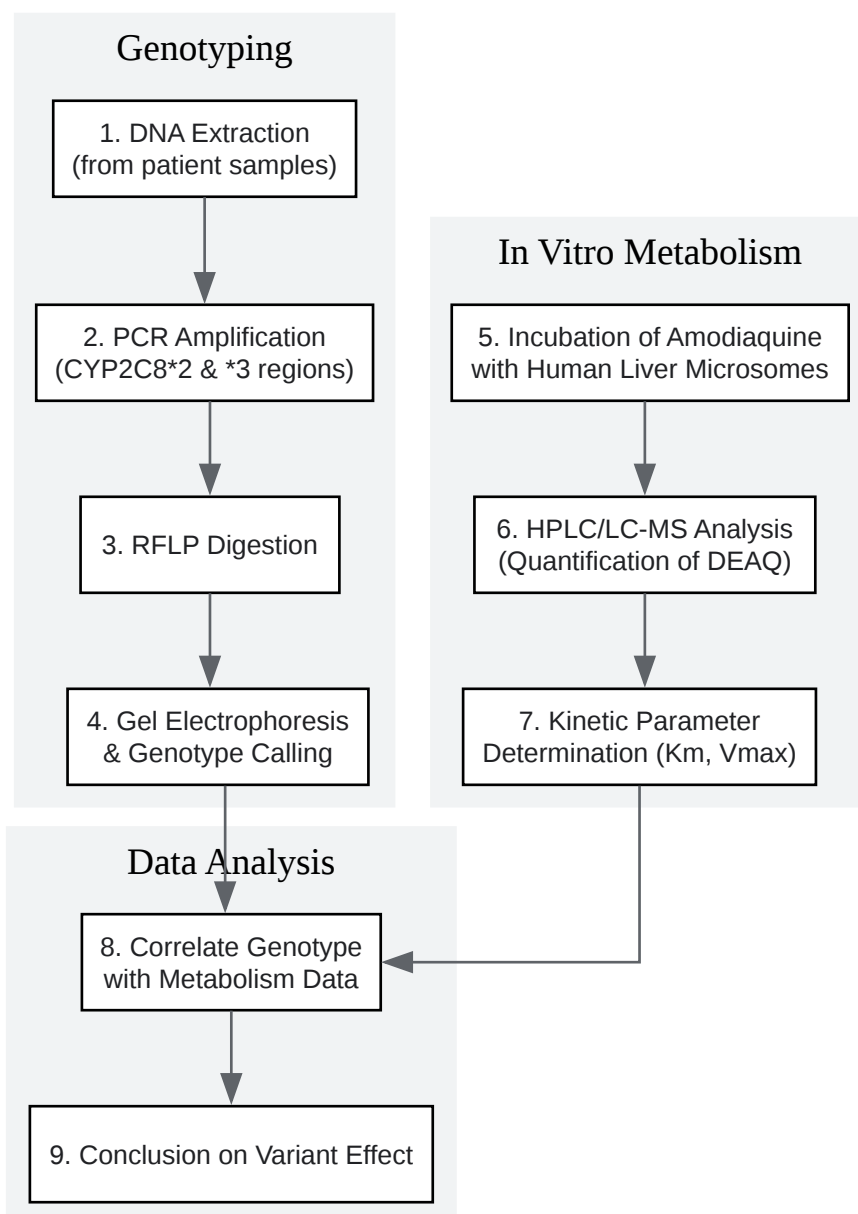 Genotyping
1. DNA Extraction
(from patient samples)
2. PCR Amplification
(CYP2C8*2 & *3 regions)
3. RFLP Digestion
4. Gel Electrophoresis
& Genotype Calling
In Vitro Metabolism
5. Incubation of Amodiaquine
with Human Liver Microsomes
6. HPLC/LC-MS Analysis
(Quantification of DEAQ)
7. Kinetic Parameter
Determination (Km, Vmax)
Data Analysis
8. Correlate Genotype
with Metabolism Data
9. Conclusion on Variant Effect